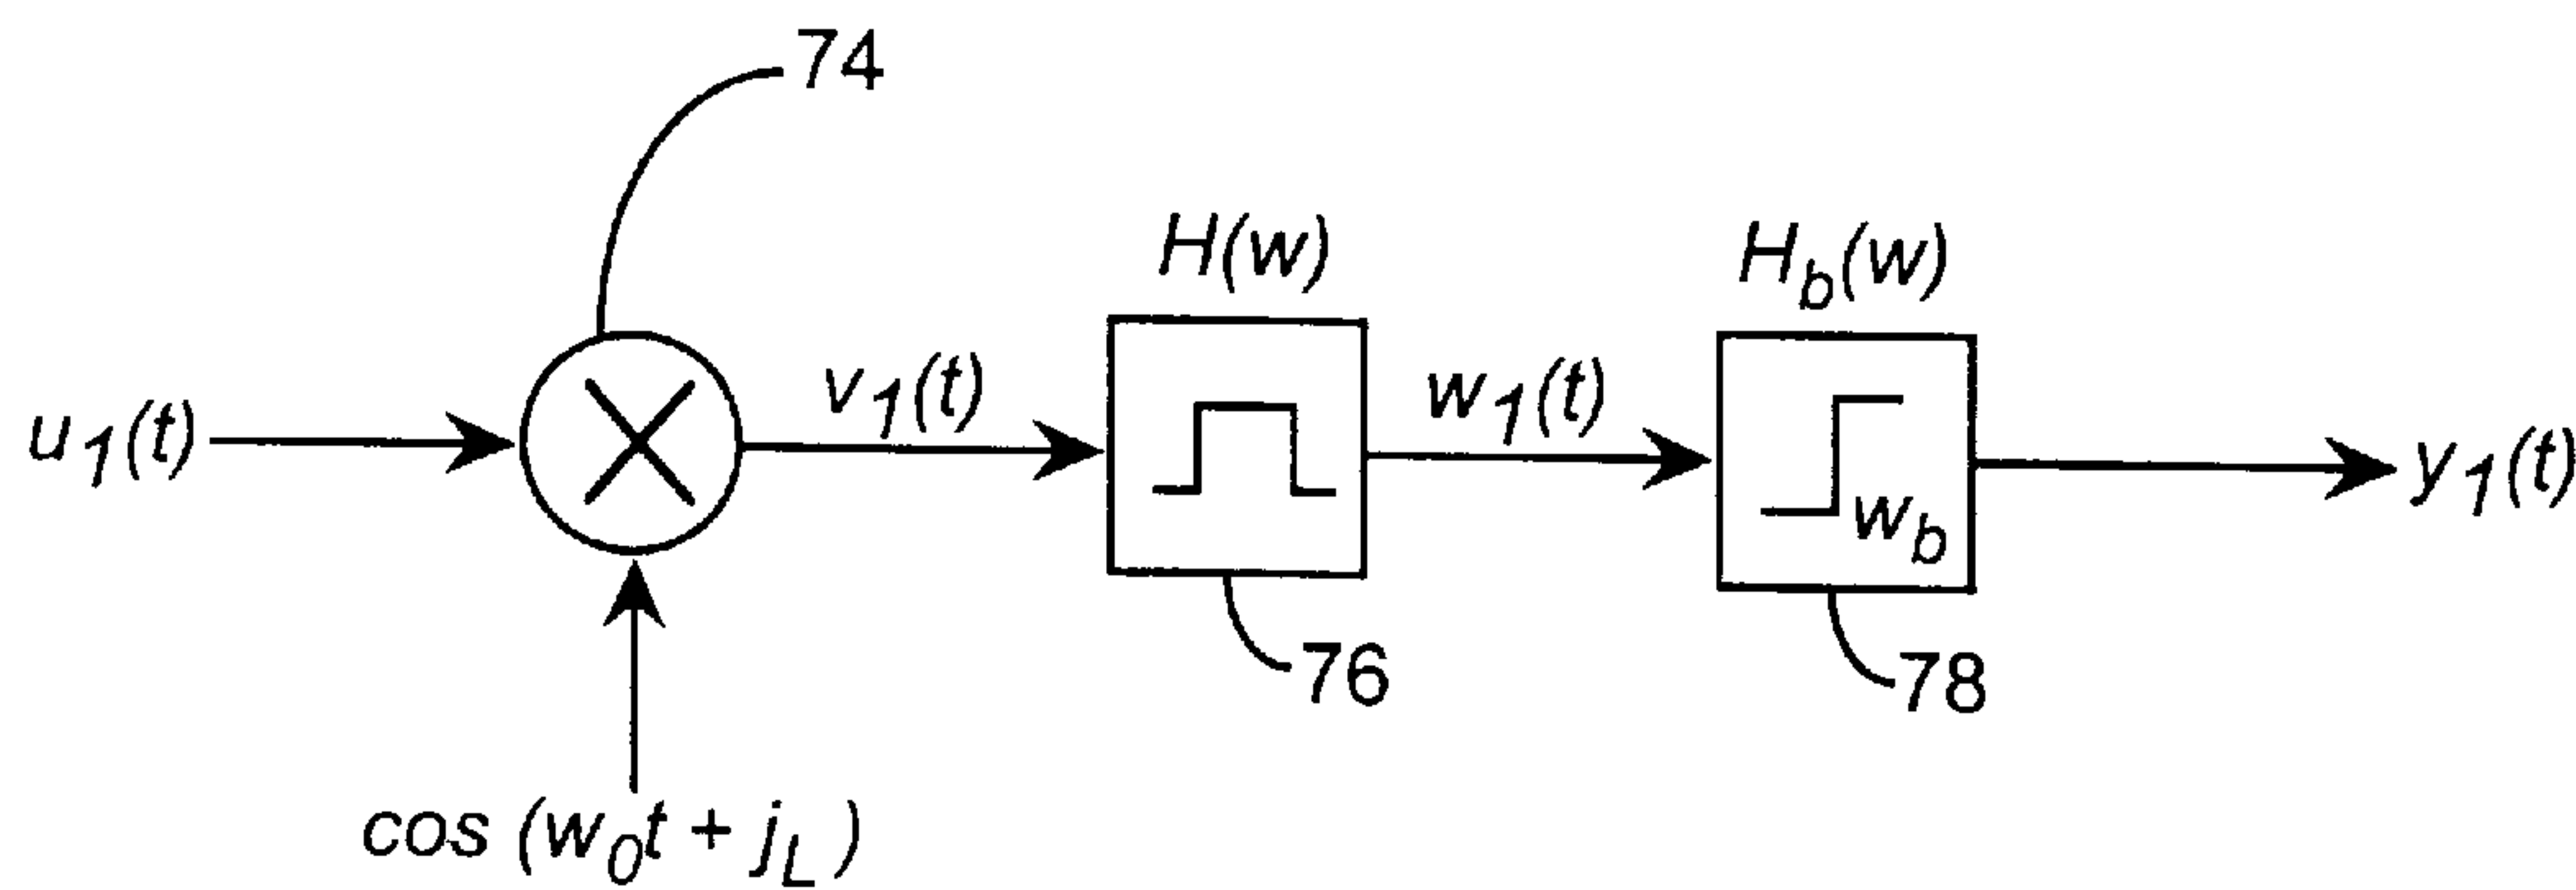 74
H(w)
H_b(w)
u_1(t)
v_1(t)
w_1(t)
w_b
y_1(t)
76
78
cos (w_0t + j_L )